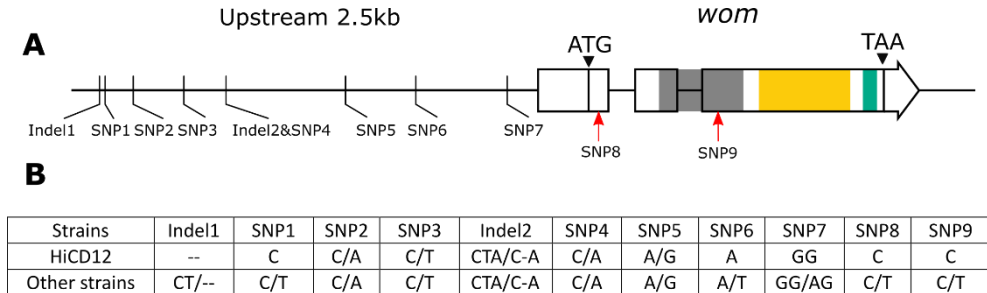 Upstream 2.5kb wom
A
ATG TAA
Indel1 SNP1 SNP2 SNP3 Indel2&SNP4 SNP5 SNP6 SNP7
SNP8 SNP9
B
Strains Indel1 SNP1 SNP2 SNP3 Indel2 SNP4 SNP5 SNP6 SNP7 SNP8 SNP9
HiCD12 -- C C/A C/T CTA/C-A C/A A/G A GG C C
Other strains CT/-- C/T C/A C/T CTA/C-A C/A A/G A/T GG/AG C/T C/T